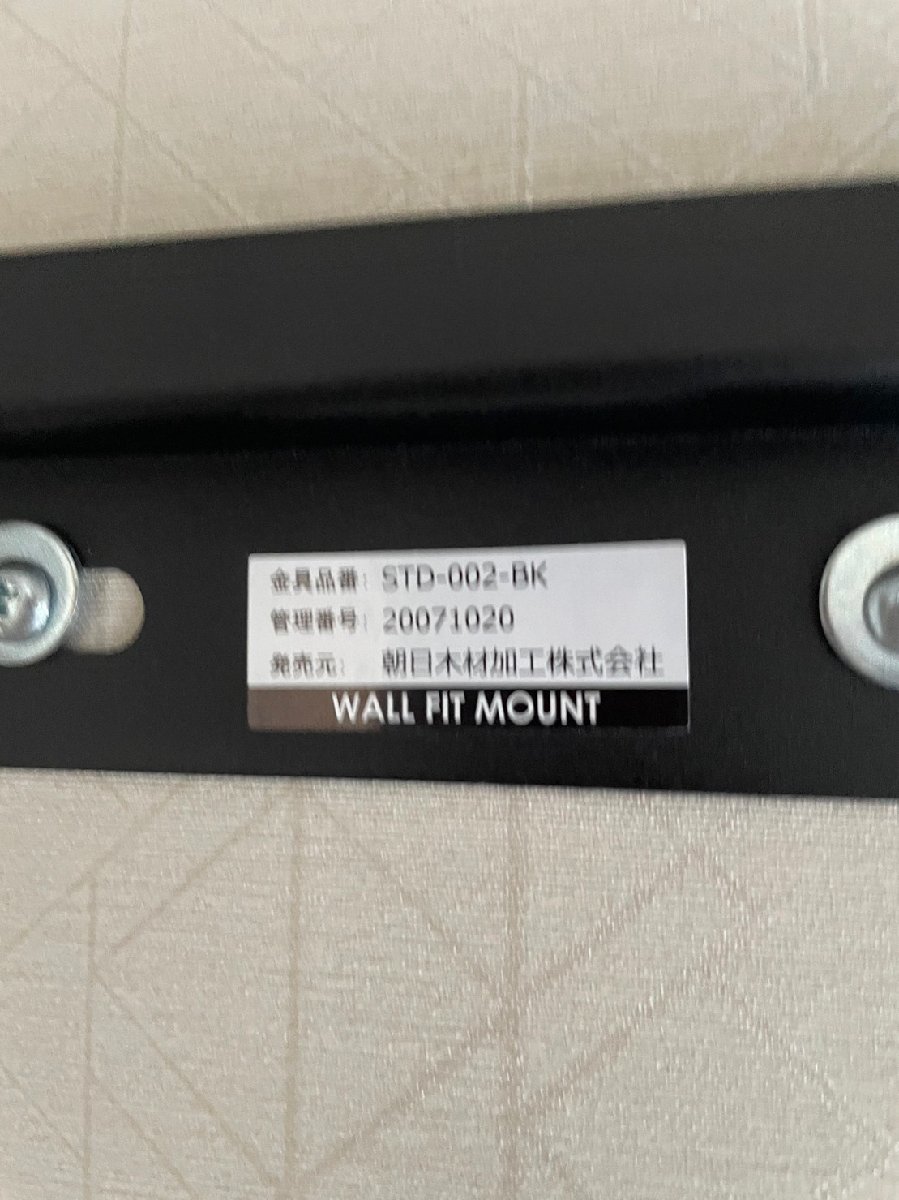 金具品番: STD-002-BK
管理番号: 20071020
発売元: 朝日木材加工株式会社
WALL FIT MOUNT